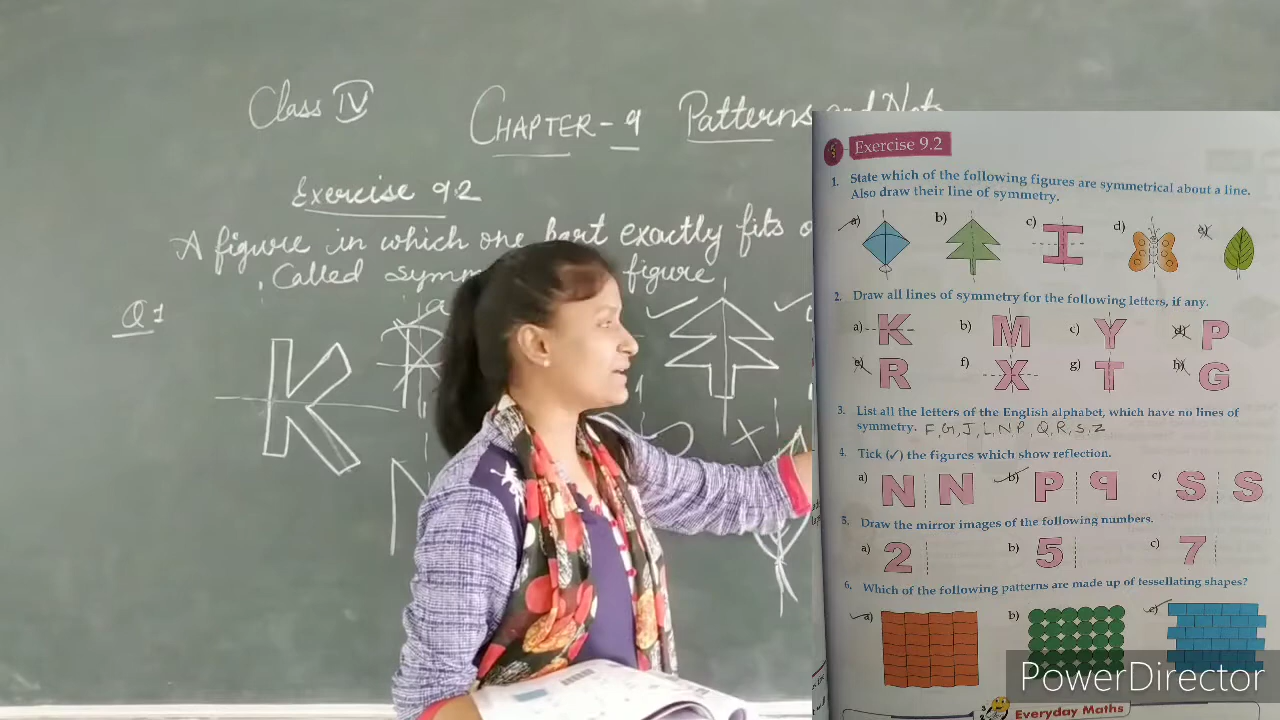 Class IV
CHAPTER-9 Patterns and Nets
Exercise 9.2
A figure in which one part exactly fits
Called figure
Q1
K
Exercise 9.2
1. State which of the following figures are symmetrical about a line.
Also draw their line of symmetry.
a) b) c) d) e)
2. Draw all lines of symmetry for the following letters, if any.
a) K b) M c) Y d) P
e) R f) X g) T h) G
3. List all the letters of the English alphabet, which have no lines of
symmetry. F, G, J, L, N P, Q, R, S, Z
4. Tick (✓) the figures which show reflection.
a) N N b) P q c) S S
5. Draw the mirror images of the following numbers.
a) 2 b) 5 c) 7
6. Which of the following patterns are made up of tessellating shapes?
a) b) c)
PowerDirector
Everyday Maths